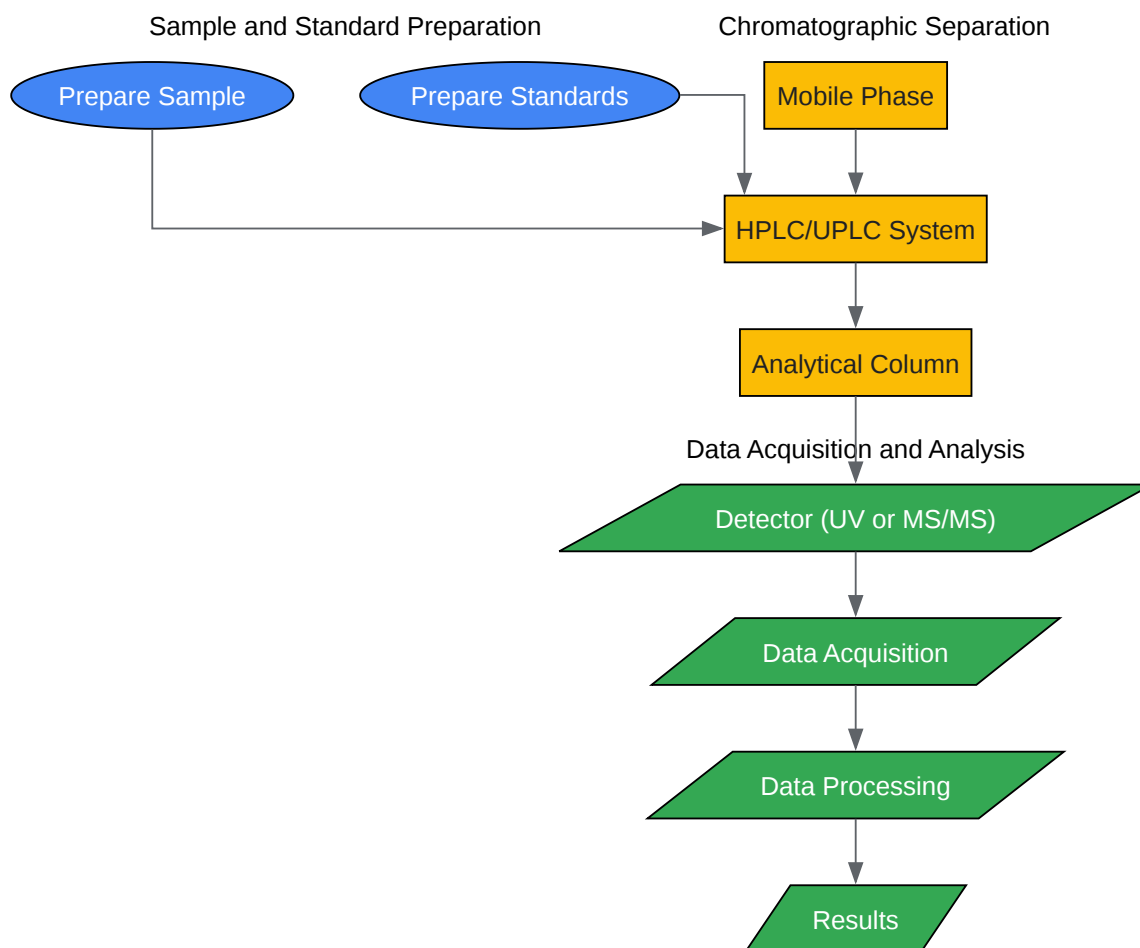 Sample and Standard Preparation
Chromatographic Separation
Prepare Sample
Prepare Standards
Mobile Phase
HPLC/UPLC System
Analytical Column
Data Acquisition and Analysis
Detector (UV or MS/MS)
Data Acquisition
Data Processing
Results